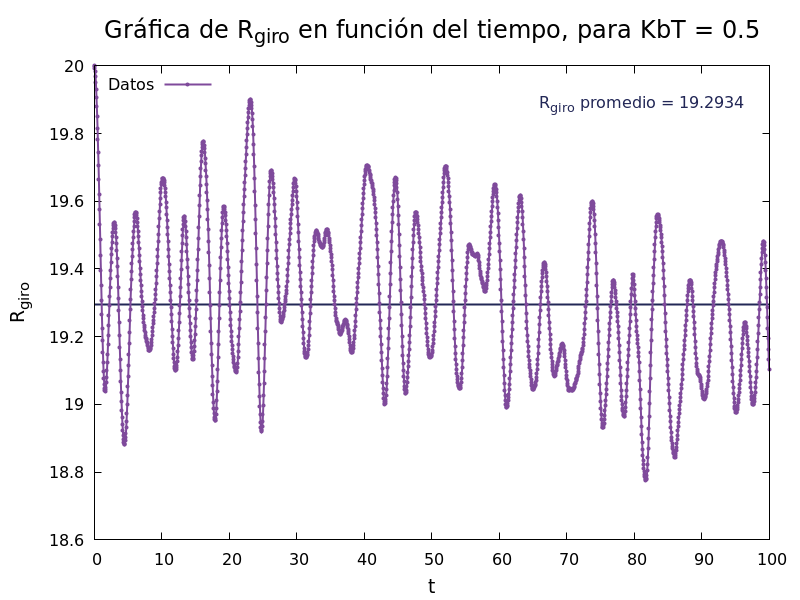 Gráfica de Rgiro en función del tiempo, para KbT = 0.5
20
19.8
19.6
19.4
19.2
19
18.8
18.6
Rgiro
Datos
Rgiro promedio = 19.2934
0 10 20 30 40 50 60 70 80 90 100
t